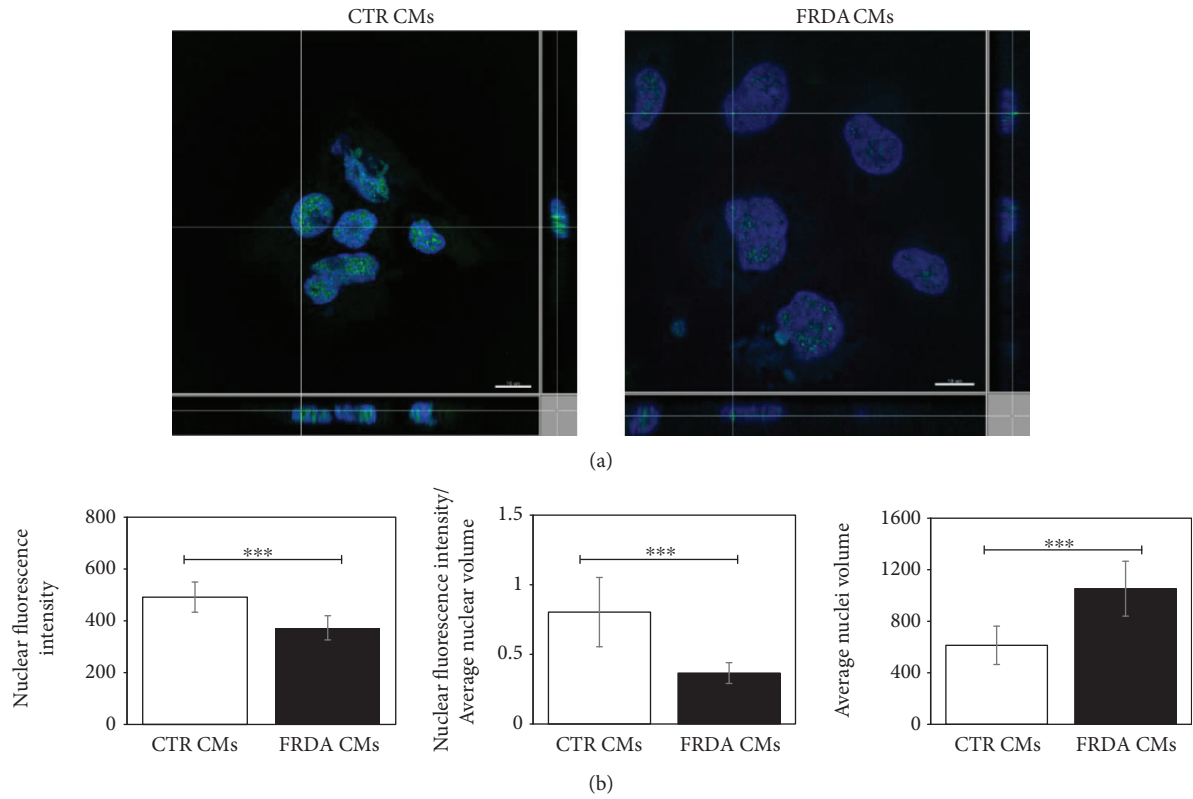 CTR CMs
FRDA CMs
(a)
Nuclear fluorescence
intensity
800
600
400
200
0
***
CTR CMs
FRDA CMs
Nuclear fluorescence intensity/
Average nuclear volume
1.5
1
0.5
0
***
CTR CMs
FRDA CMs
Average nuclei volume
1600
1200
800
400
0
***
CTR CMs
FRDA CMs
(b)